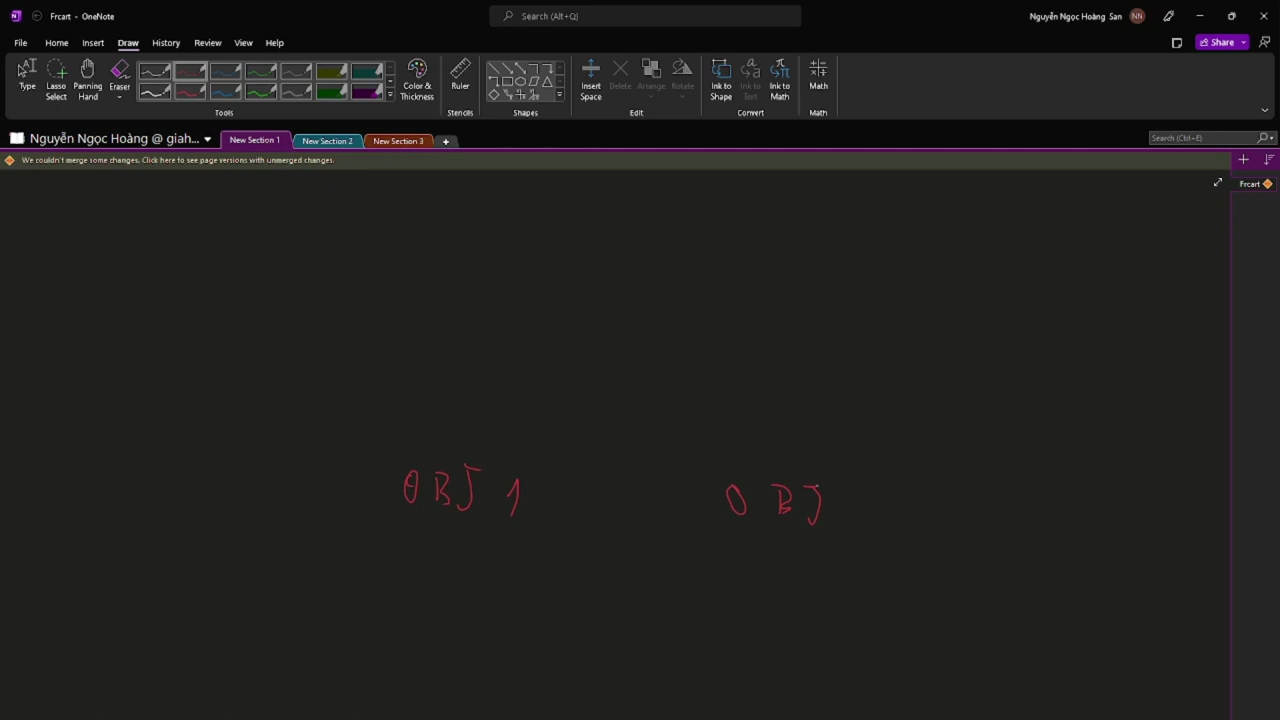 Frcart - OneNote
Search (Alt+Q)
Nguyễn Ngọc Hoàng San NN
File Home Insert Draw History Review View Help
Share
Type
Lasso Select
Panning Hand
Eraser
Color & Thickness
Ruler
Insert Space
Delete
Arrange
Rotate
Ink to Shape
Ink to Text
Ink to Math
Math
Tools Stencils Shapes Edit Convert Math
Nguyễn Ngọc Hoàng @ giah... New Section 1 New Section 2 New Section 3 +
Search (Ctrl+E)
We couldn't merge some changes. Click here to see page versions with unmerged changes.
Frcart
OBJ 1 OBJ